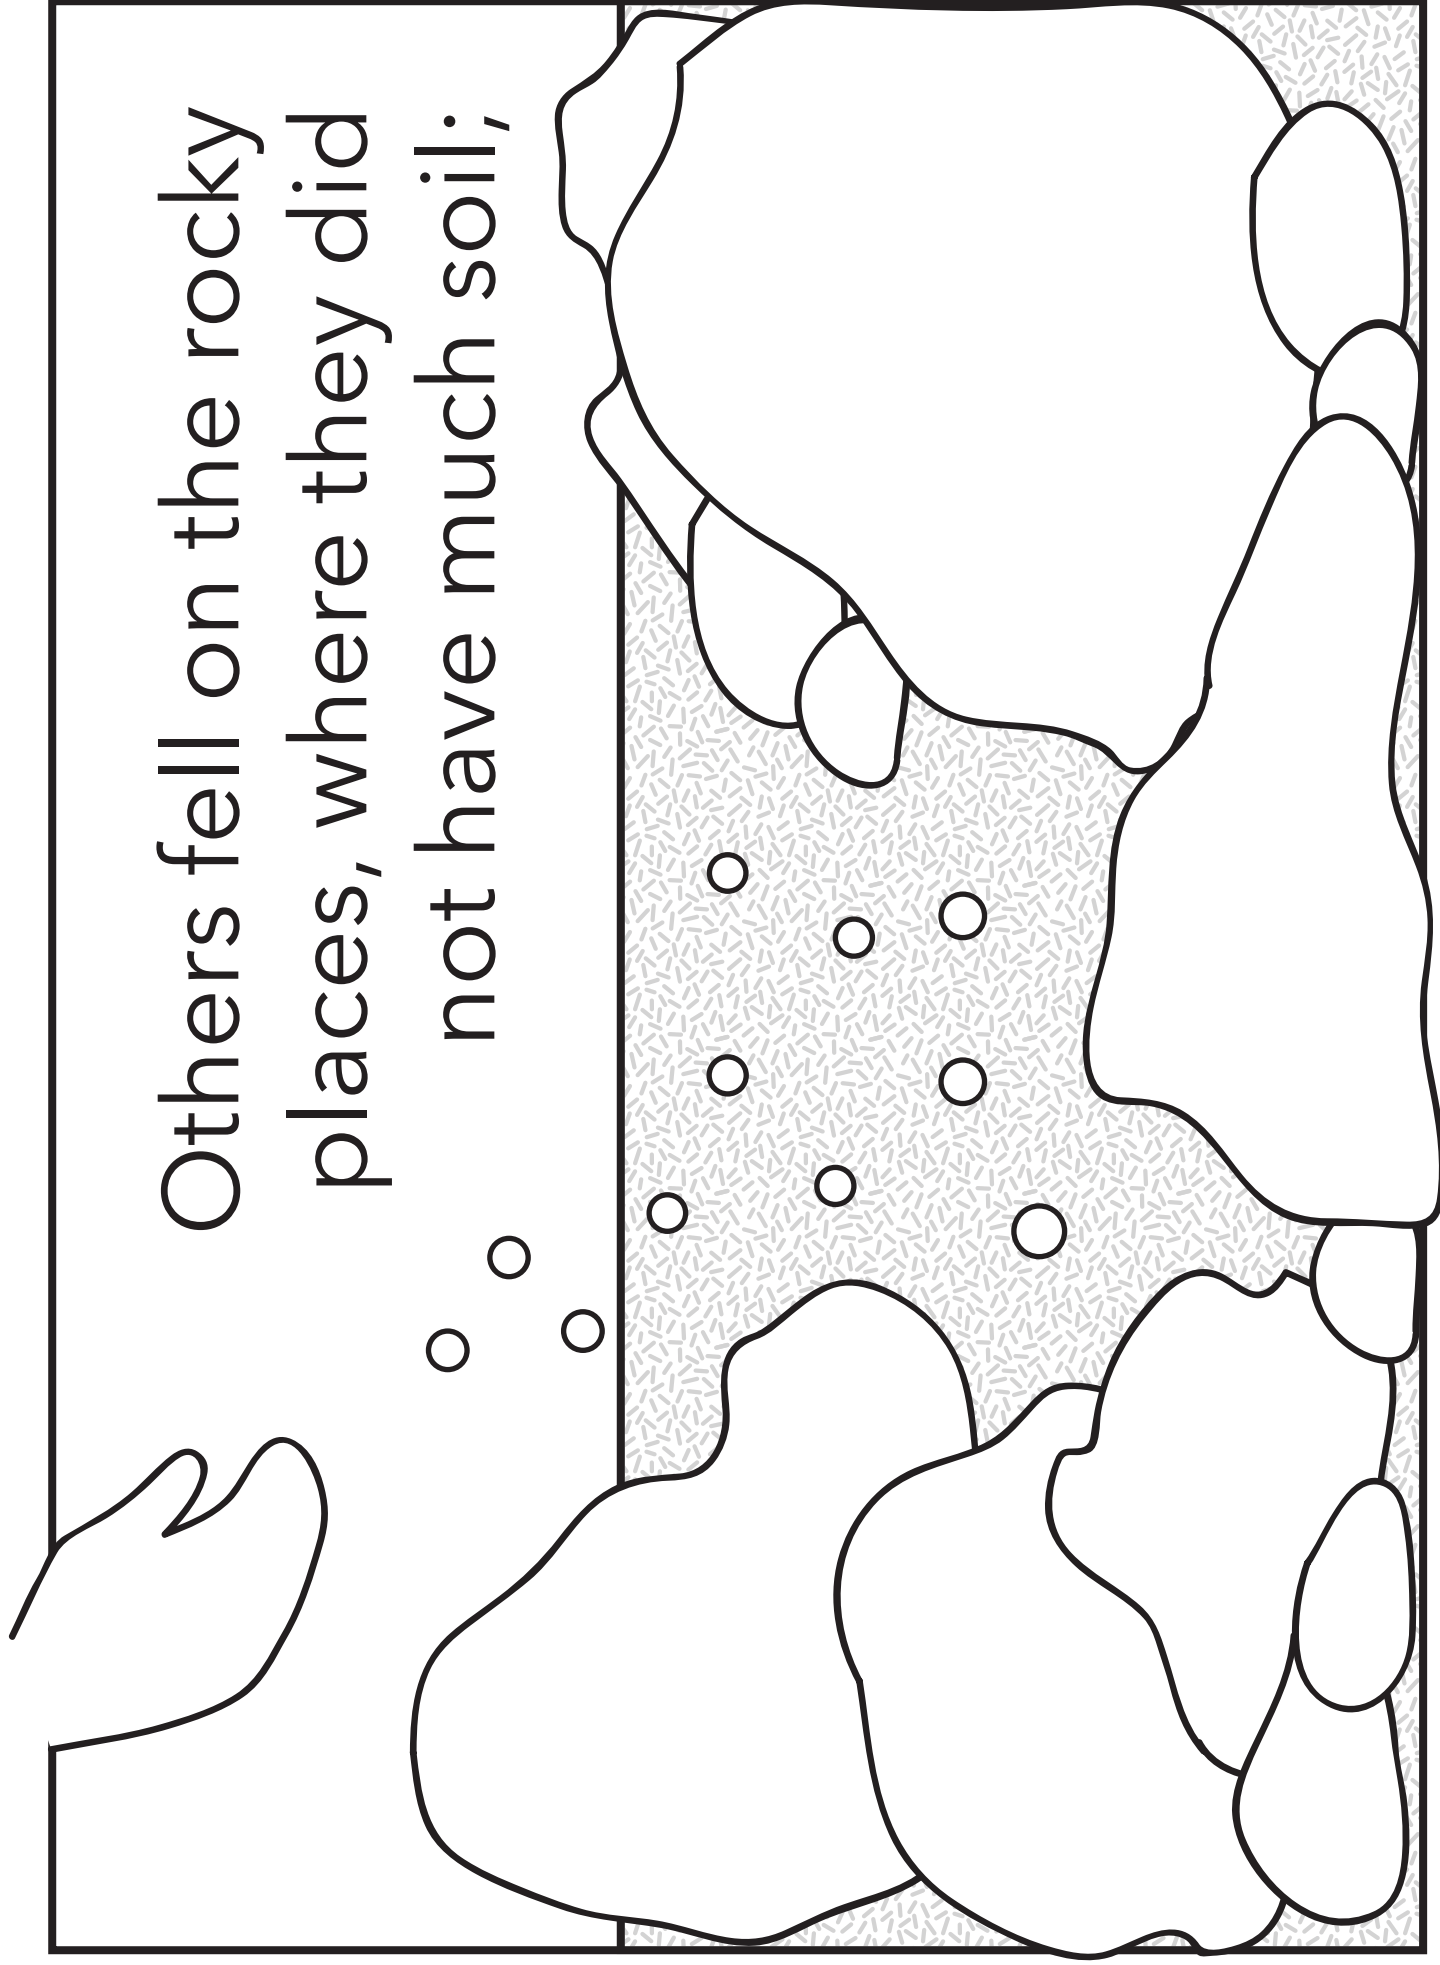 Others fell on the rocky
places, where they did
not have much soil;